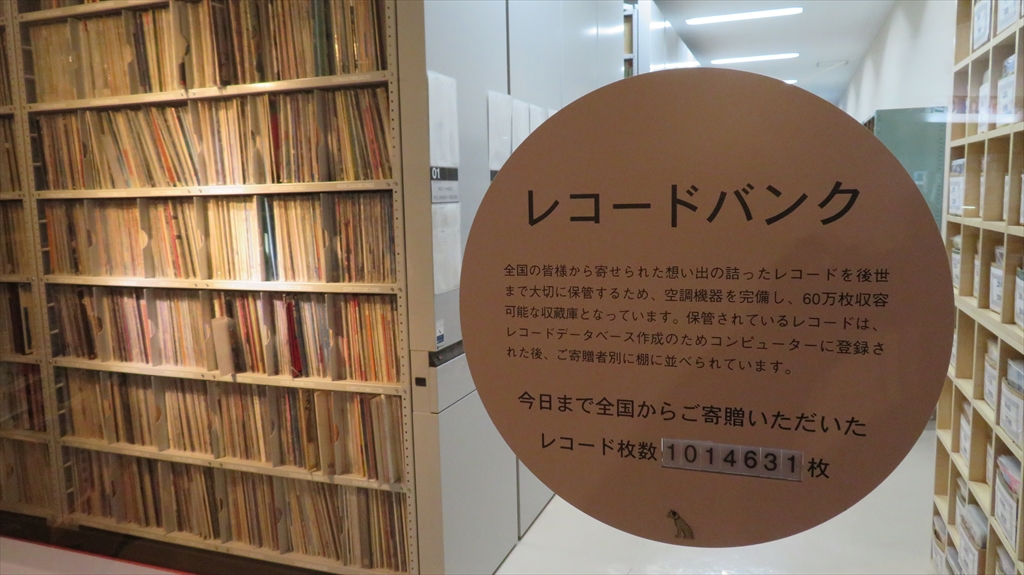 01
レコードバンク
全国の皆様から寄せられた想い出の詰ったレコードを後世
まで大切に保管するため、空調機器を完備し、60万枚収容
可能な収蔵庫となっています。保管されているレコードは、
レコードデータベース作成のためコンピューターに登録さ
れた後、ご寄贈者別に棚に並べられています。
今日まで全国からご寄贈いただいた
レコード枚数1014631枚